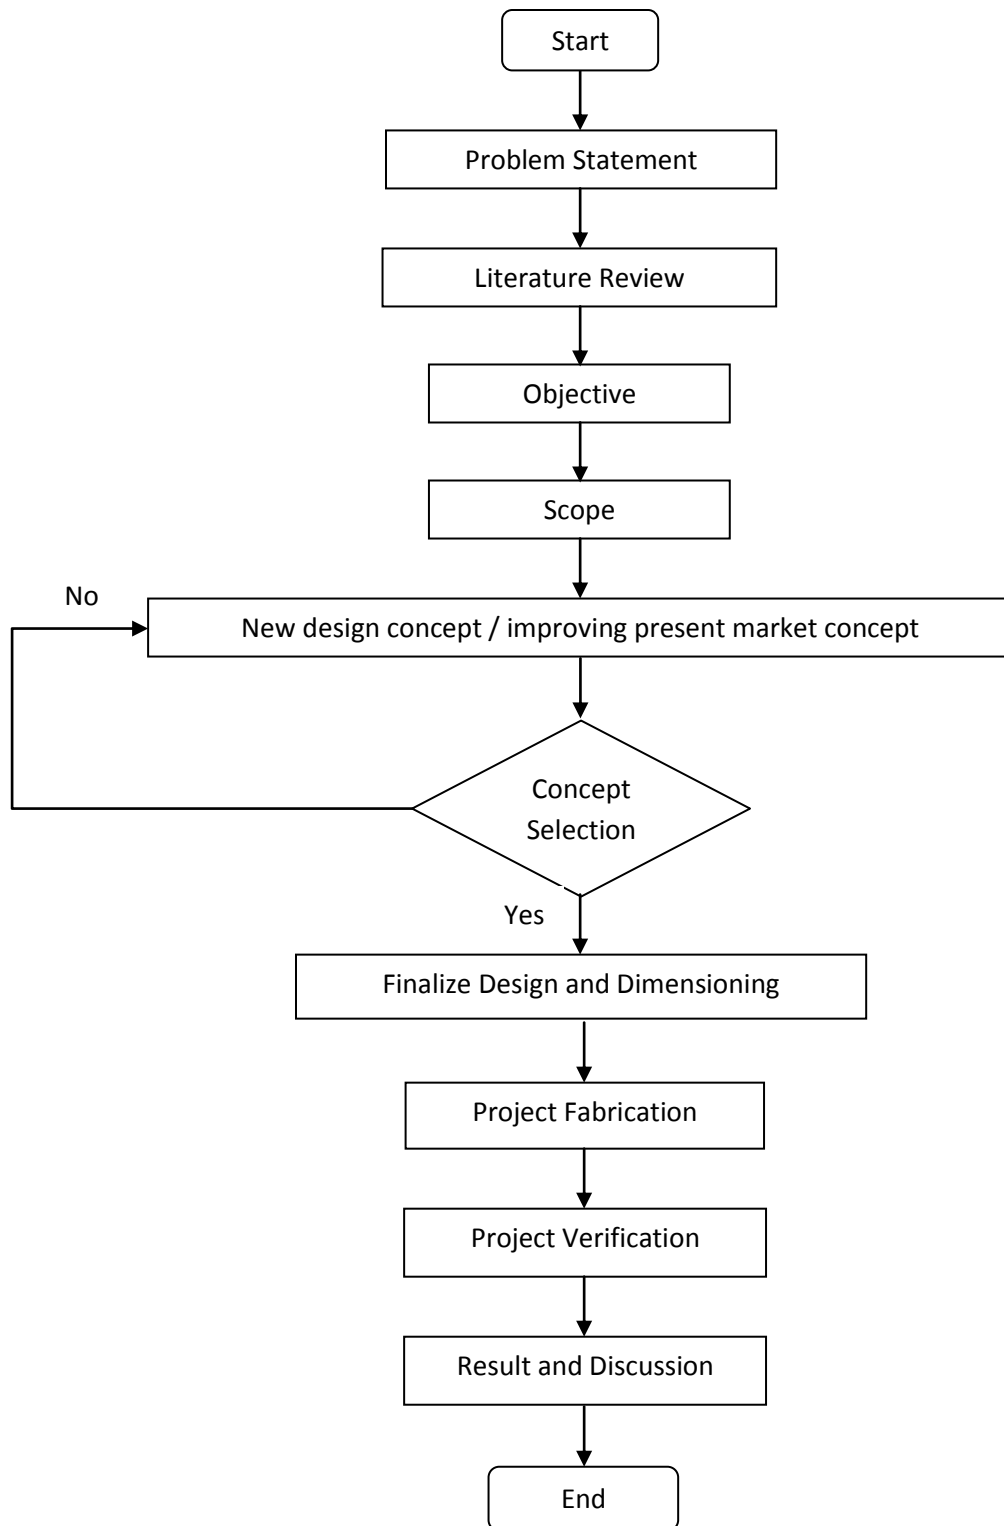 Start
Problem Statement
Literature Review
Objective
Scope
No
New design concept / improving present market concept
Concept
Selection
Yes
Finalize Design and Dimensioning
Project Fabrication
Project Verification
Result and Discussion
End